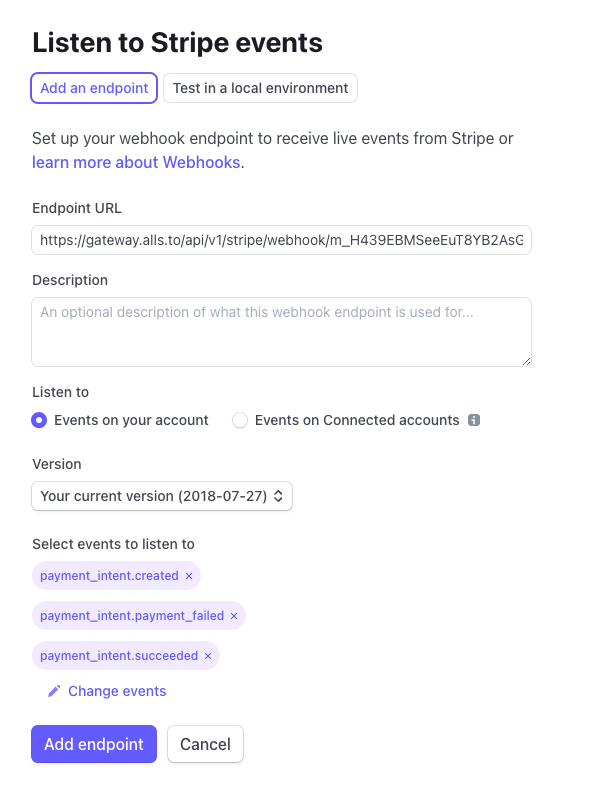 Listen to Stripe events
Add an endpoint
Test in a local environment
Set up your webhook endpoint to receive live events from Stripe or
learn more about Webhooks.
Endpoint URL
https://gateway.alls.to/api/v1/stripe/webhook/m_H439EBMSeeEuT8YB2AsG
Description
An optional description of what this webhook endpoint is used for...
Listen to
Events on your account
Events on Connected accounts
Version
Your current version (2018-07-27)
Select events to listen to
payment_intent.created ×
payment_intent.payment_failed ×
payment_intent.succeeded ×
Change events
Add endpoint
Cancel